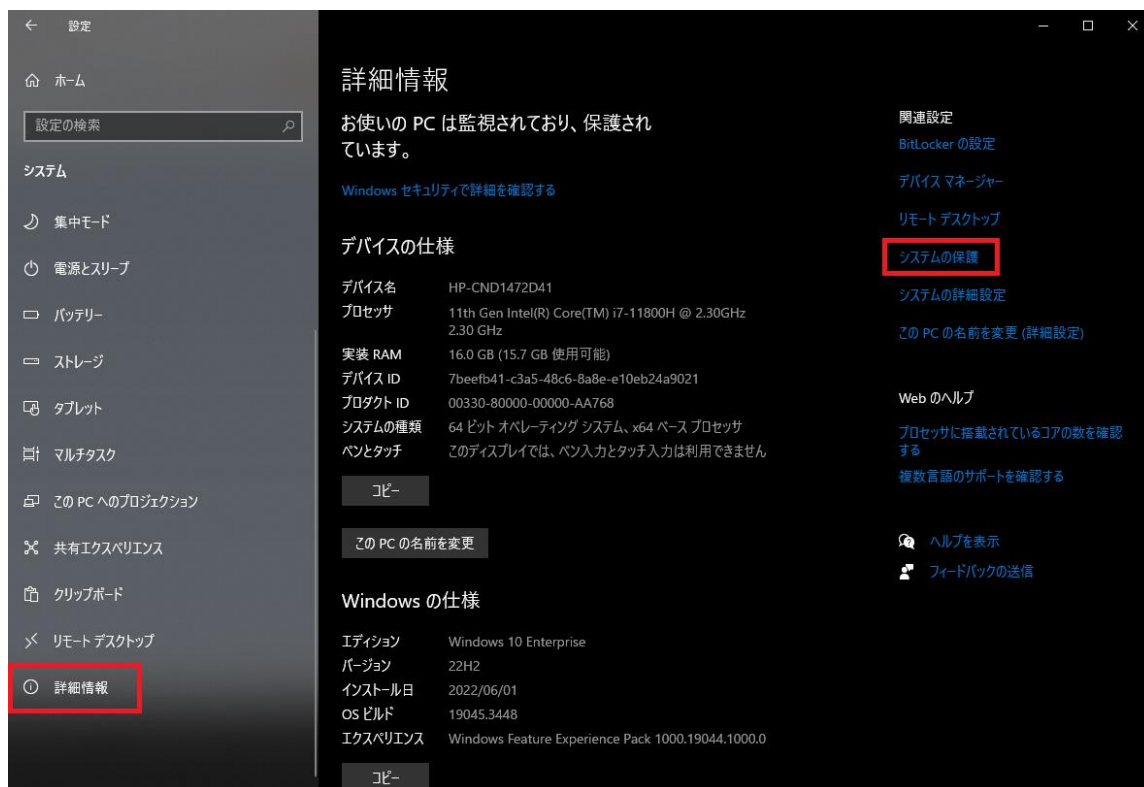 設定
ホーム
設定の検索
システム
集中モード
電源とスリープ
バッテリー
ストレージ
タブレット
マルチタスク
この PC へのプロジェクション
共有エクスペリエンス
クリップボード
リモート デスクトップ
詳細情報
詳細情報
お使いの PC は監視されており、保護され
ています。
Windows セキュリティで詳細を確認する
デバイスの仕様
デバイス名 HP-CND1472D41
プロセッサ 11th Gen Intel(R) Core(TM) i7-11800H @ 2.30GHz
2.30 GHz
実装 RAM 16.0 GB (15.7 GB 使用可能)
デバイス ID 7beefb41-c3a5-48c6-8a8e-e10eb24a9021
プロダクト ID 00330-80000-00000-AA768
システムの種類 64 ビット オペレーティング システム、x64 ベース プロセッサ
ペンとタッチ このディスプレイでは、ペン入力とタッチ入力は利用できません
コピー
この PC の名前を変更
Windows の仕様
エディション Windows 10 Enterprise
バージョン 22H2
インストール日 2022/06/01
OS ビルド 19045.3448
エクスペリエンス Windows Feature Experience Pack 1000.19044.1000.0
コピー
関連設定
BitLocker の設定
デバイス マネージャー
リモート デスクトップ
システムの保護
システムの詳細設定
この PC の名前を変更 (詳細設定)
Web のヘルプ
プロセッサに搭載されているコアの数を確認
する
複数言語のサポートを確認する
ヘルプを表示
フィードバックの送信